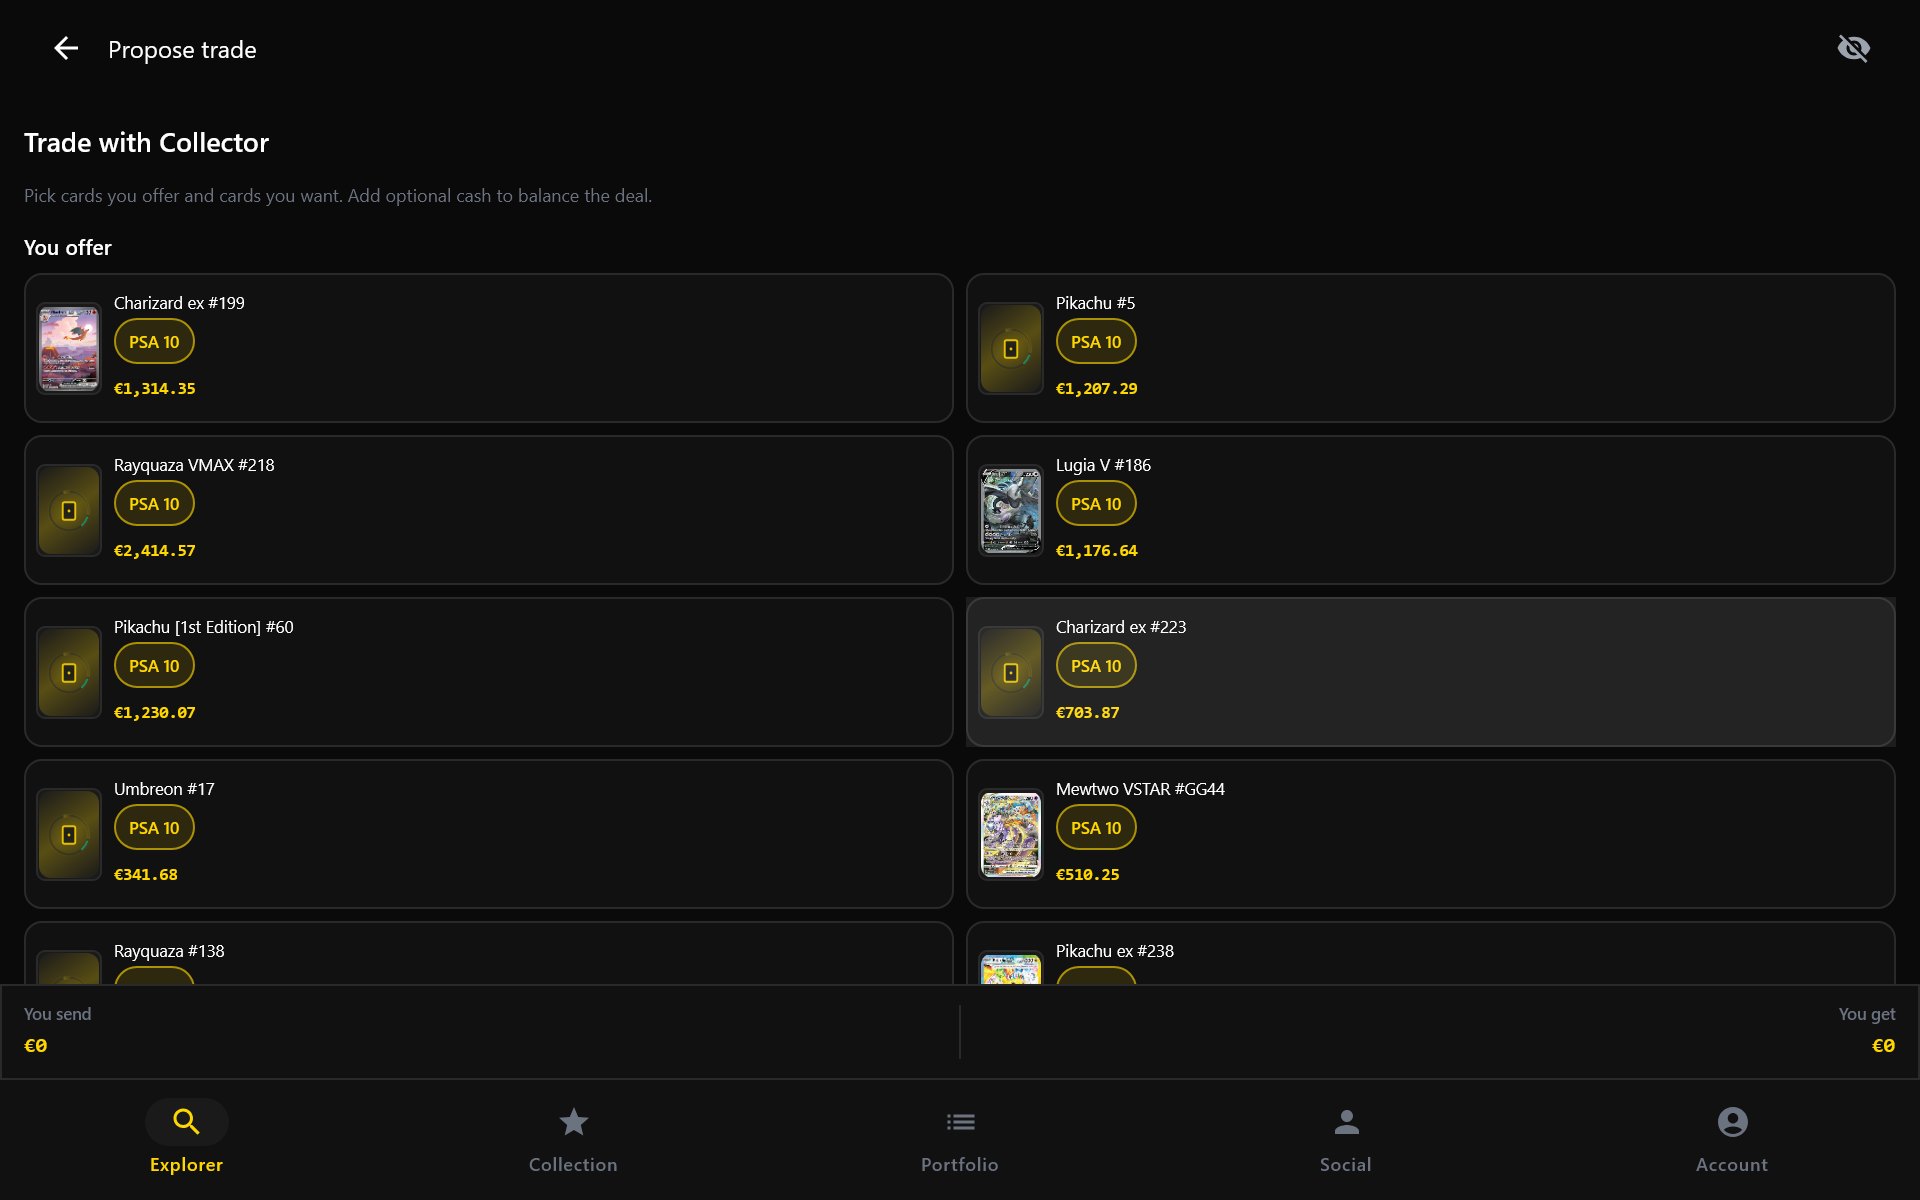 Propose trade
Trade with Collector
Pick cards you offer and cards you want. Add optional cash to balance the deal.
You offer
Charizard ex #199
PSA 10
€1,314.35
Pikachu #5
PSA 10
€1,207.29
Rayquaza VMAX #218
PSA 10
€2,414.57
Lugia V #186
PSA 10
€1,176.64
Pikachu [1st Edition] #60
PSA 10
€1,230.07
Charizard ex #223
PSA 10
€703.87
Umbreon #17
PSA 10
€341.68
Mewtwo VSTAR #GG44
PSA 10
€510.25
Rayquaza #138
Pikachu ex #238
You send
€0
You get
€0
Explorer
Collection
Portfolio
Social
Account